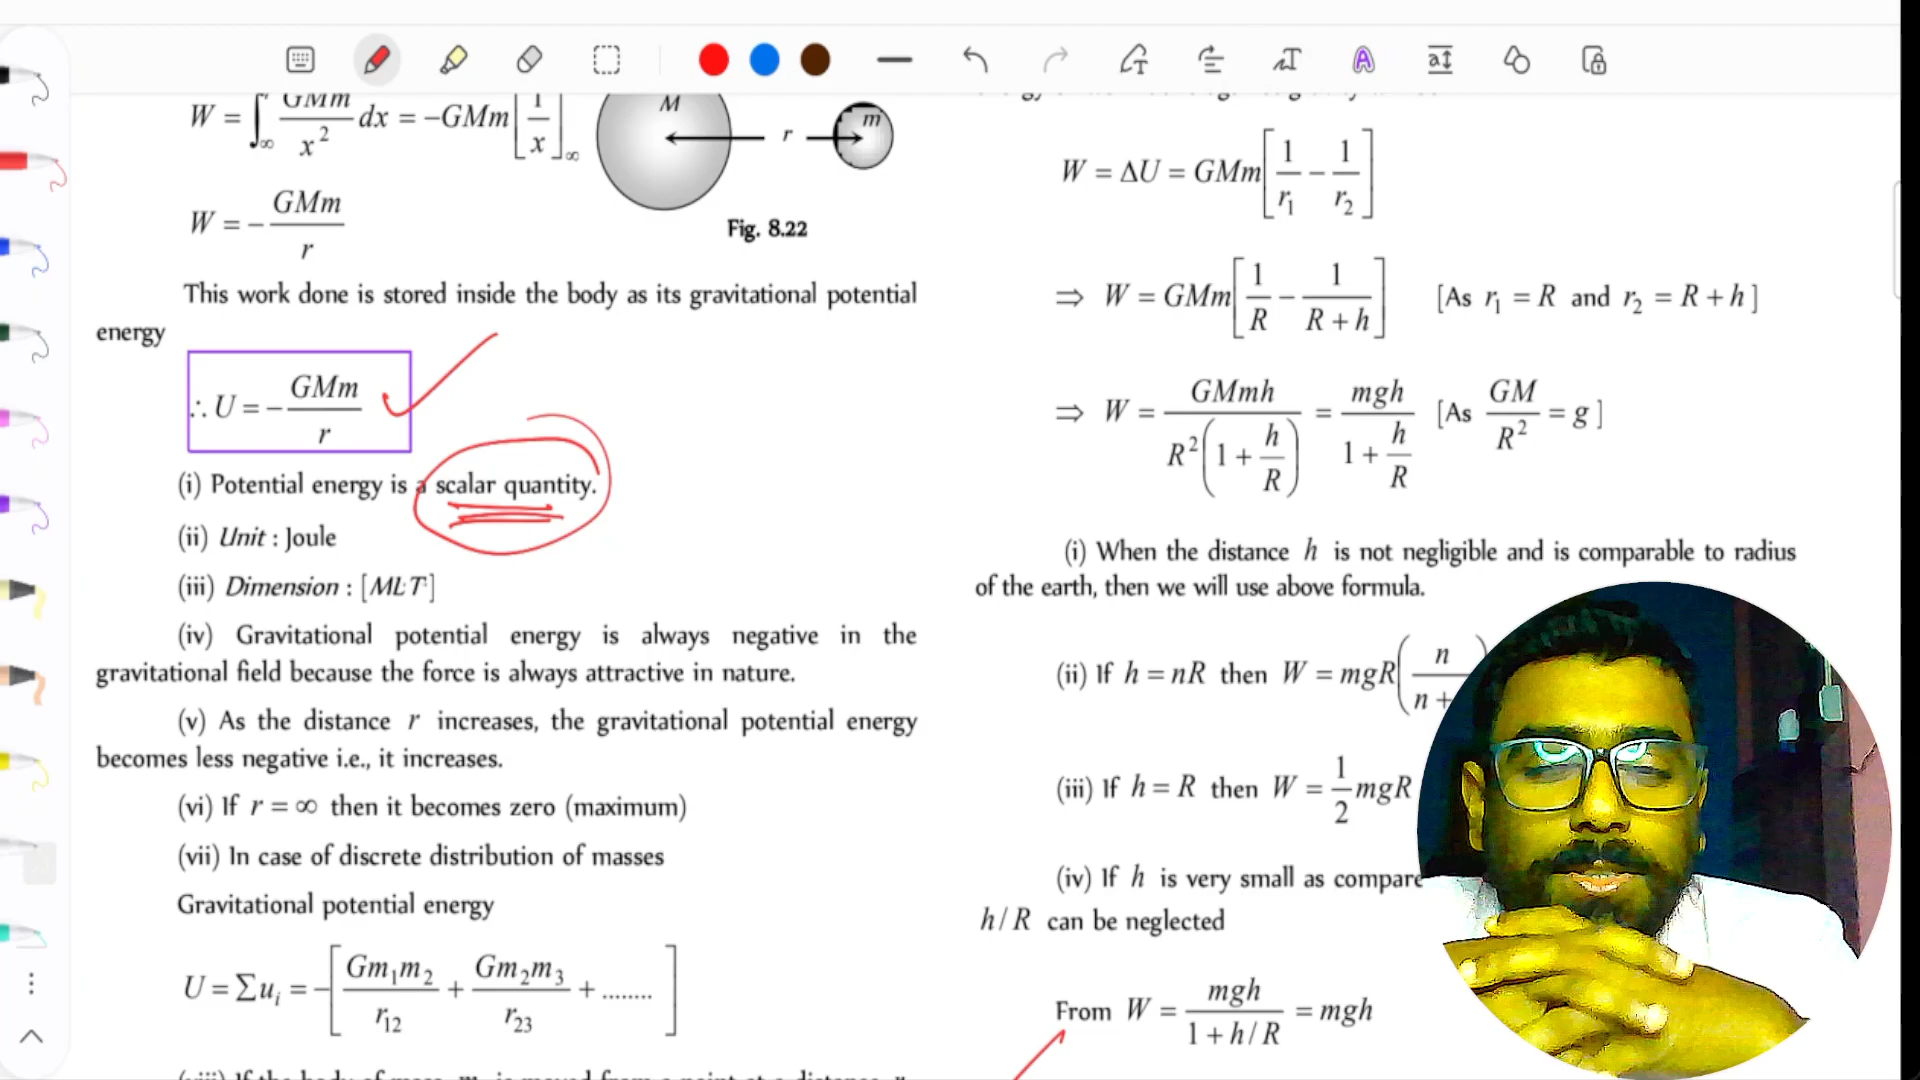 W = ∫∞ GMm/x² dx = −GMm[1/x]∞
M
r
m
W = − GMm/r
Fig. 8.22
This work done is stored inside the body as its gravitational potential
energy
∴ U = − GMm/r
(i) Potential energy is a scalar quantity.
(ii) Unit : Joule
(iii) Dimension : [MLT]
(iv) Gravitational potential energy is always negative in the
gravitational field because the force is always attractive in nature.
(v) As the distance r increases, the gravitational potential energy
becomes less negative i.e., it increases.
(vi) If r = ∞ then it becomes zero (maximum)
(vii) In case of discrete distribution of masses
Gravitational potential energy
U = Σuᵢ = −[Gm₁m₂/r₁₂ + Gm₂m₃/r₂₃ + ........]
W = ΔU = GMm[1/r₁ − 1/r₂]
⇒ W = GMm[1/R − 1/(R + h)] [As r₁ = R and r₂ = R + h]
⇒ W = GMmh/(R²(1 + h/R)) = mgh/(1 + h/R) [As GM/R² = g]
(i) When the distance h is not negligible and is comparable to radius
of the earth, then we will use above formula.
(ii) If h = nR then W = mgR(n/n +
(iii) If h = R then W = 1/2 mgR
(iv) If h is very small as compare
h/R can be neglected
From W = mgh/(1 + h/R) = mgh